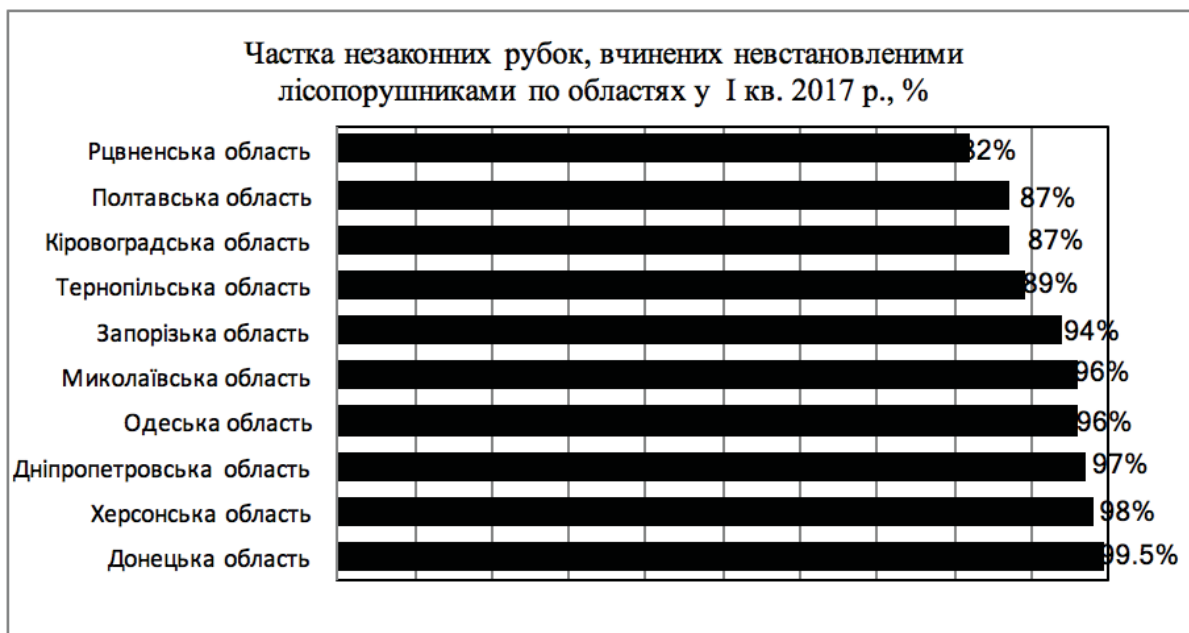 Частка незаконних рубок, вчинених невстановленими
лісопорушниками по областях у I кв. 2017 р., %
Рцвненська область 82%
Полтавська область 87%
Кіровоградська область 87%
Тернопільська область 89%
Запорізька область 94%
Миколаївська область 96%
Одеська область 96%
Дніпропетровська область 97%
Херсонська область 98%
Донецька область 99.5%